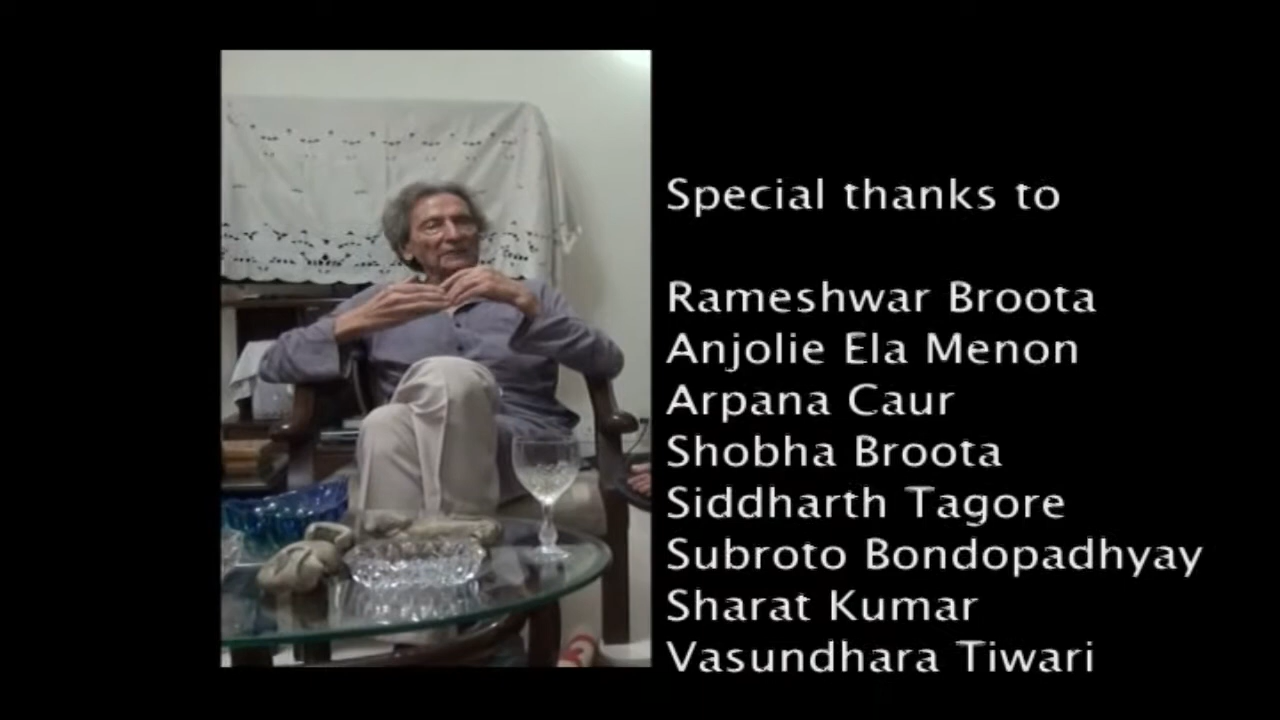 Special thanks to
Rameshwar Broota
Anjolie Ela Menon
Arpana Caur
Shobha Broota
Siddharth Tagore
Subroto Bondopadhyay
Sharat Kumar
Vasundhara Tiwari